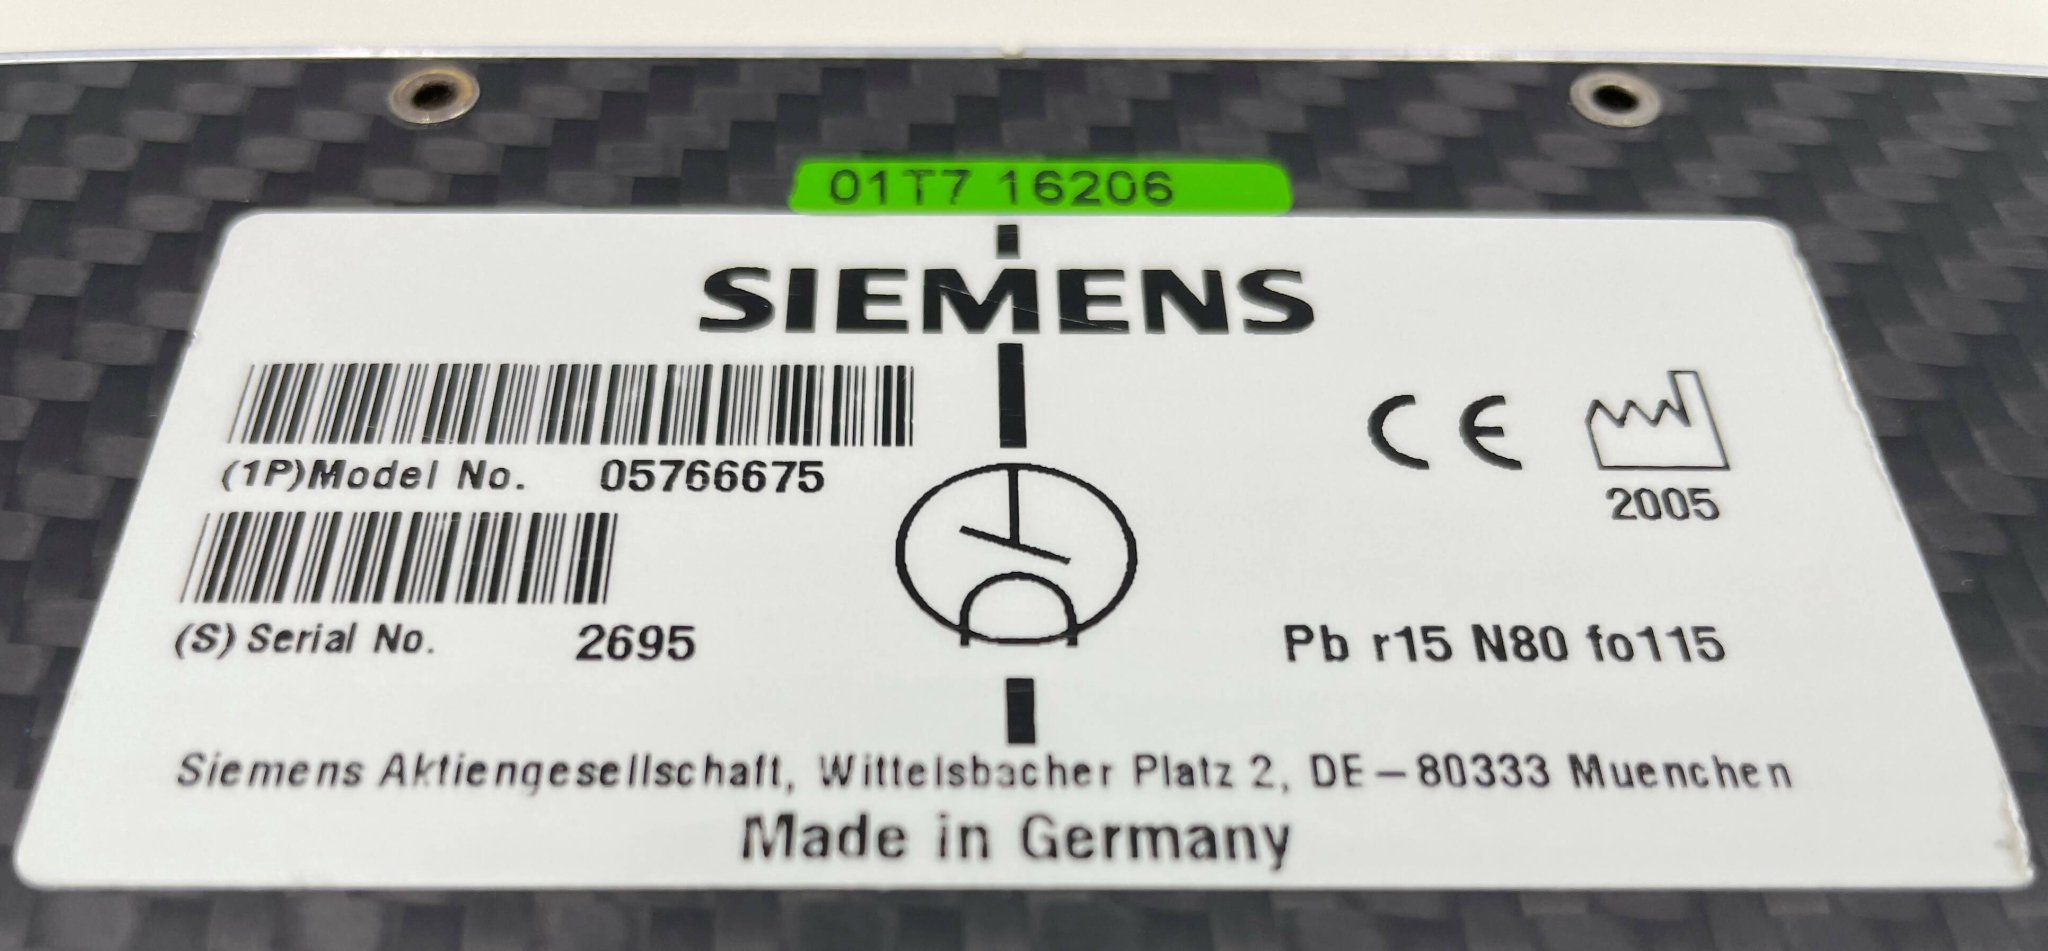 01T7 16206
SIEMENS
(1P)Model No. 05766675
CE
2005
(S) Serial No. 2695
Pb r15 N80 fo115
Siemens Aktiengesellschaft, Wittelsbacher Platz 2, DE-80333 Muenchen
Made in Germany